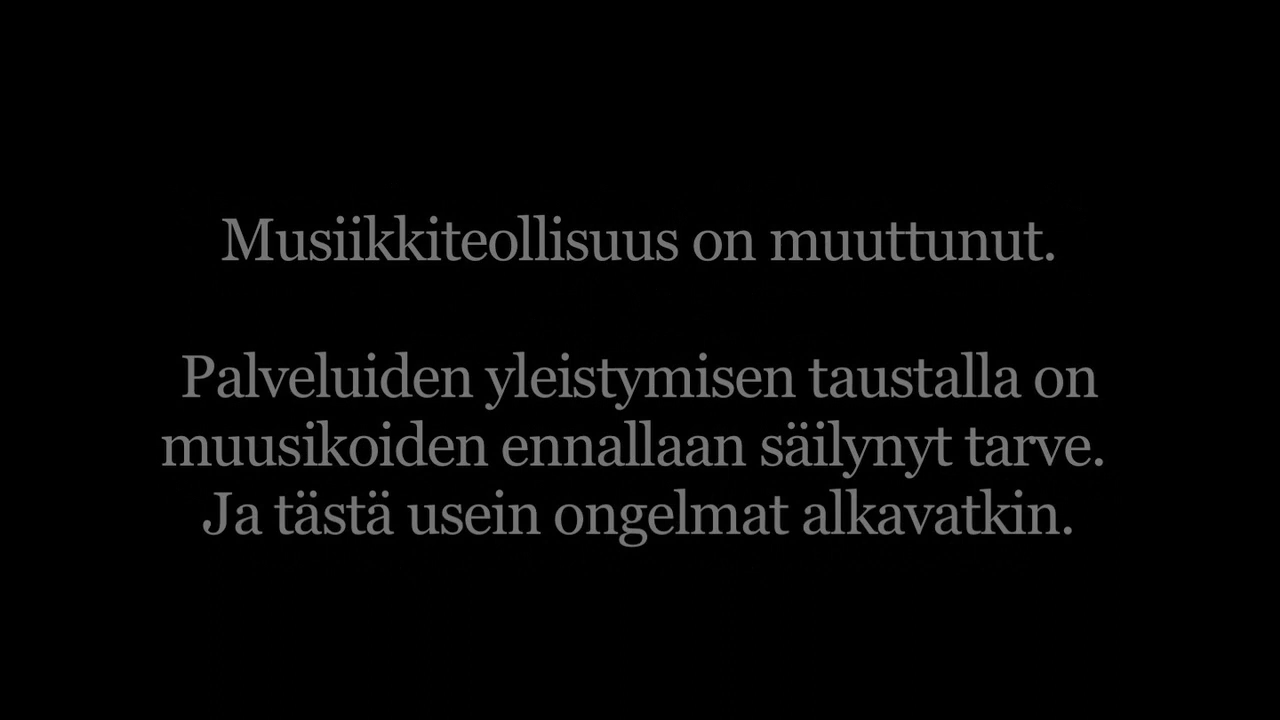 Musiikkiteollisuus on muuttunut.
Palveluiden yleistymisen taustalla on
muusikoiden ennallaan säilynyt tarve.
Ja tästä usein ongelmat alkavatkin.